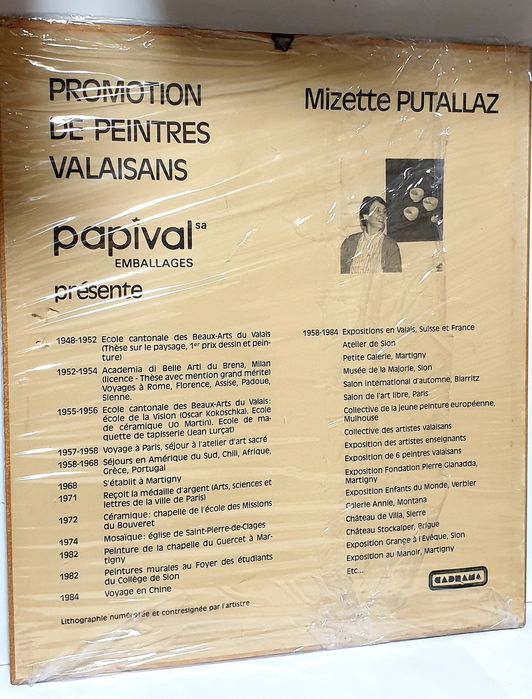 PROMOTION
DE PEINTRES
VALAISANS
papival sa
EMBALLAGES
présente
Mizette PUTALLAZ
1948-1952 Ecole cantonale des Beaux-Arts du Valais
(Thèse sur le paysage, 1er prix dessin et pein-
ture)
1952-1954 Academia di Belle Arti du Brena, Milan
(licence - Thèse avec mention grand mérite)
Voyages à Rome, Florence, Assise, Padoue,
Sienne.
1955-1956 Ecole cantonale des Beaux-Arts du Valais:
école de la Vision (Oscar Kokoschka). Ecole
de céramique (Jo Martin). Ecole de ma-
quette de tapisserie (Jean Lurçat)
1957-1958 Voyage à Paris, séjour à l'atelier d'art sacré
1958-1968 Séjours en Amérique du Sud, Chili, Afrique,
Grèce, Portugal
1968 S'établit à Martigny
1971 Reçoit la médaille d'argent (Arts, sciences et
lettres de la ville de Paris)
1972 Céramique: chapelle de l'école des Missions
du Bouveret
1974 Mosaïque: église de Saint-Pierre-de-Clages
1982 Peinture de la chapelle du Guercet à Mar-
tigny
1982 Peintures murales au Foyer des étudiants
du Collège de Sion
1984 Voyage en Chine
Lithographie numérotée et contresignée par l'artistre
1958-1984 Expositions en Valais, Suisse et France
Atelier de Sion
Petite Galerie, Martigny
Musée de la Majorie, Sion
Salon international d'automne, Biarritz
Salon de l'art libre, Paris
Collective de la jeune peinture européenne,
Mulhouse
Collective des artistes valaisans
Exposition des artistes enseignants
Exposition de 6 peintres valaisans
Exposition Fondation Pierre Gianadda,
Martigny
Exposition Enfants du Monde, Verbier
Galerie Annie, Montana
Château de Villa, Sierre
Château Stockalper, Brigue
Exposition Grange à l'Evêque, Sion
Exposition au Manoir, Martigny
Etc...
CADRAMA